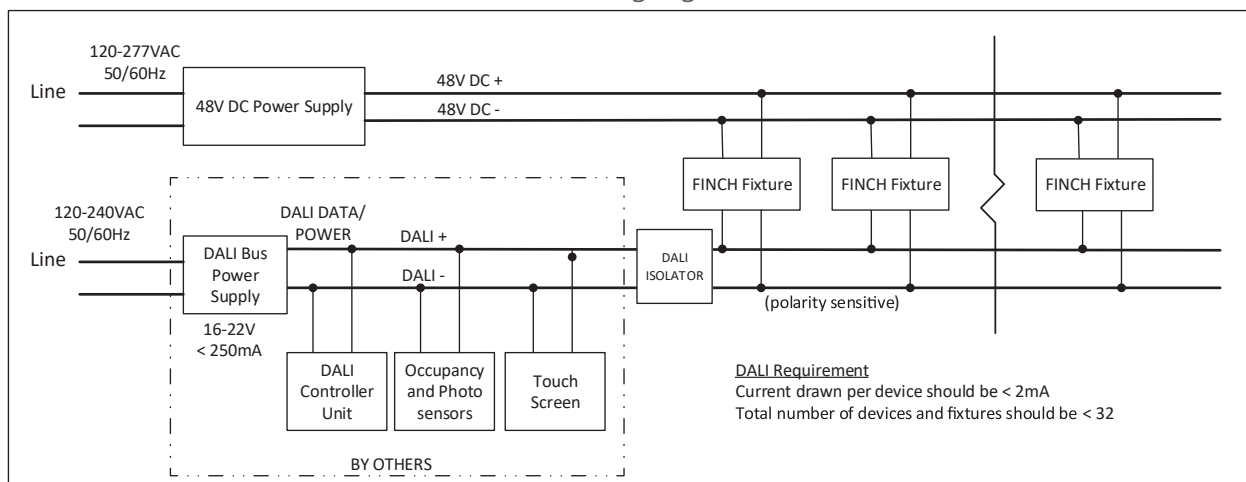 120-277VAC
50/60Hz
Line
48V DC Power Supply
48V DC +
48V DC -
FINCH Fixture
FINCH Fixture
FINCH Fixture
120-240VAC
50/60Hz
Line
DALI Bus
Power
Supply
16-22V
< 250mA
DALI DATA/
POWER
DALI +
DALI -
DALI
ISOLATOR
(polarity sensitive)
DALI
Controller
Unit
Occupancy
and Photo
sensors
Touch
Screen
BY OTHERS
DALI Requirement
Current drawn per device should be < 2mA
Total number of devices and fixtures should be < 32